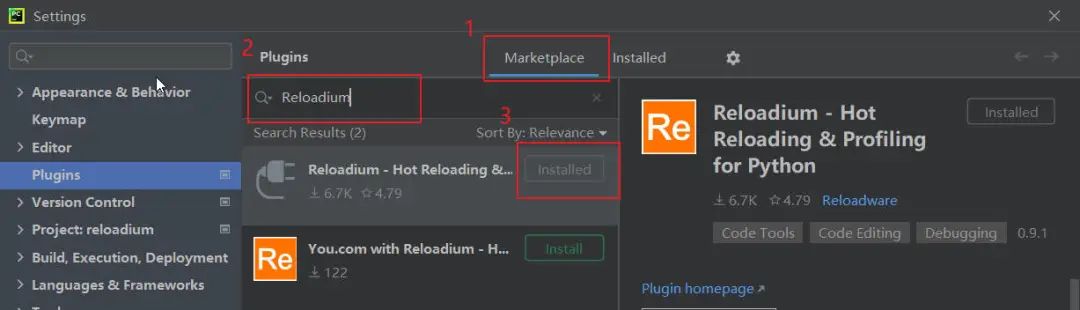 PC Settings
1
2 Plugins Marketplace Installed
Appearance & Behavior Reloadium
Keymap
3
Search Results (2) Sort By: Relevance
Editor
Plugins
Version Control
Project: reloadium
Build, Execution, Deployment
Languages & Frameworks
Reloadium - Hot Reloading &... Installed
6.7K 4.79
You.com with Reloadium - H... Install
122
Re
Re
Reloadium - Hot
Reloading & Profiling
for Python
Installed
6.7K 4.79 Reloadware
Code Tools Code Editing Debugging 0.9.1
Plugin homepage